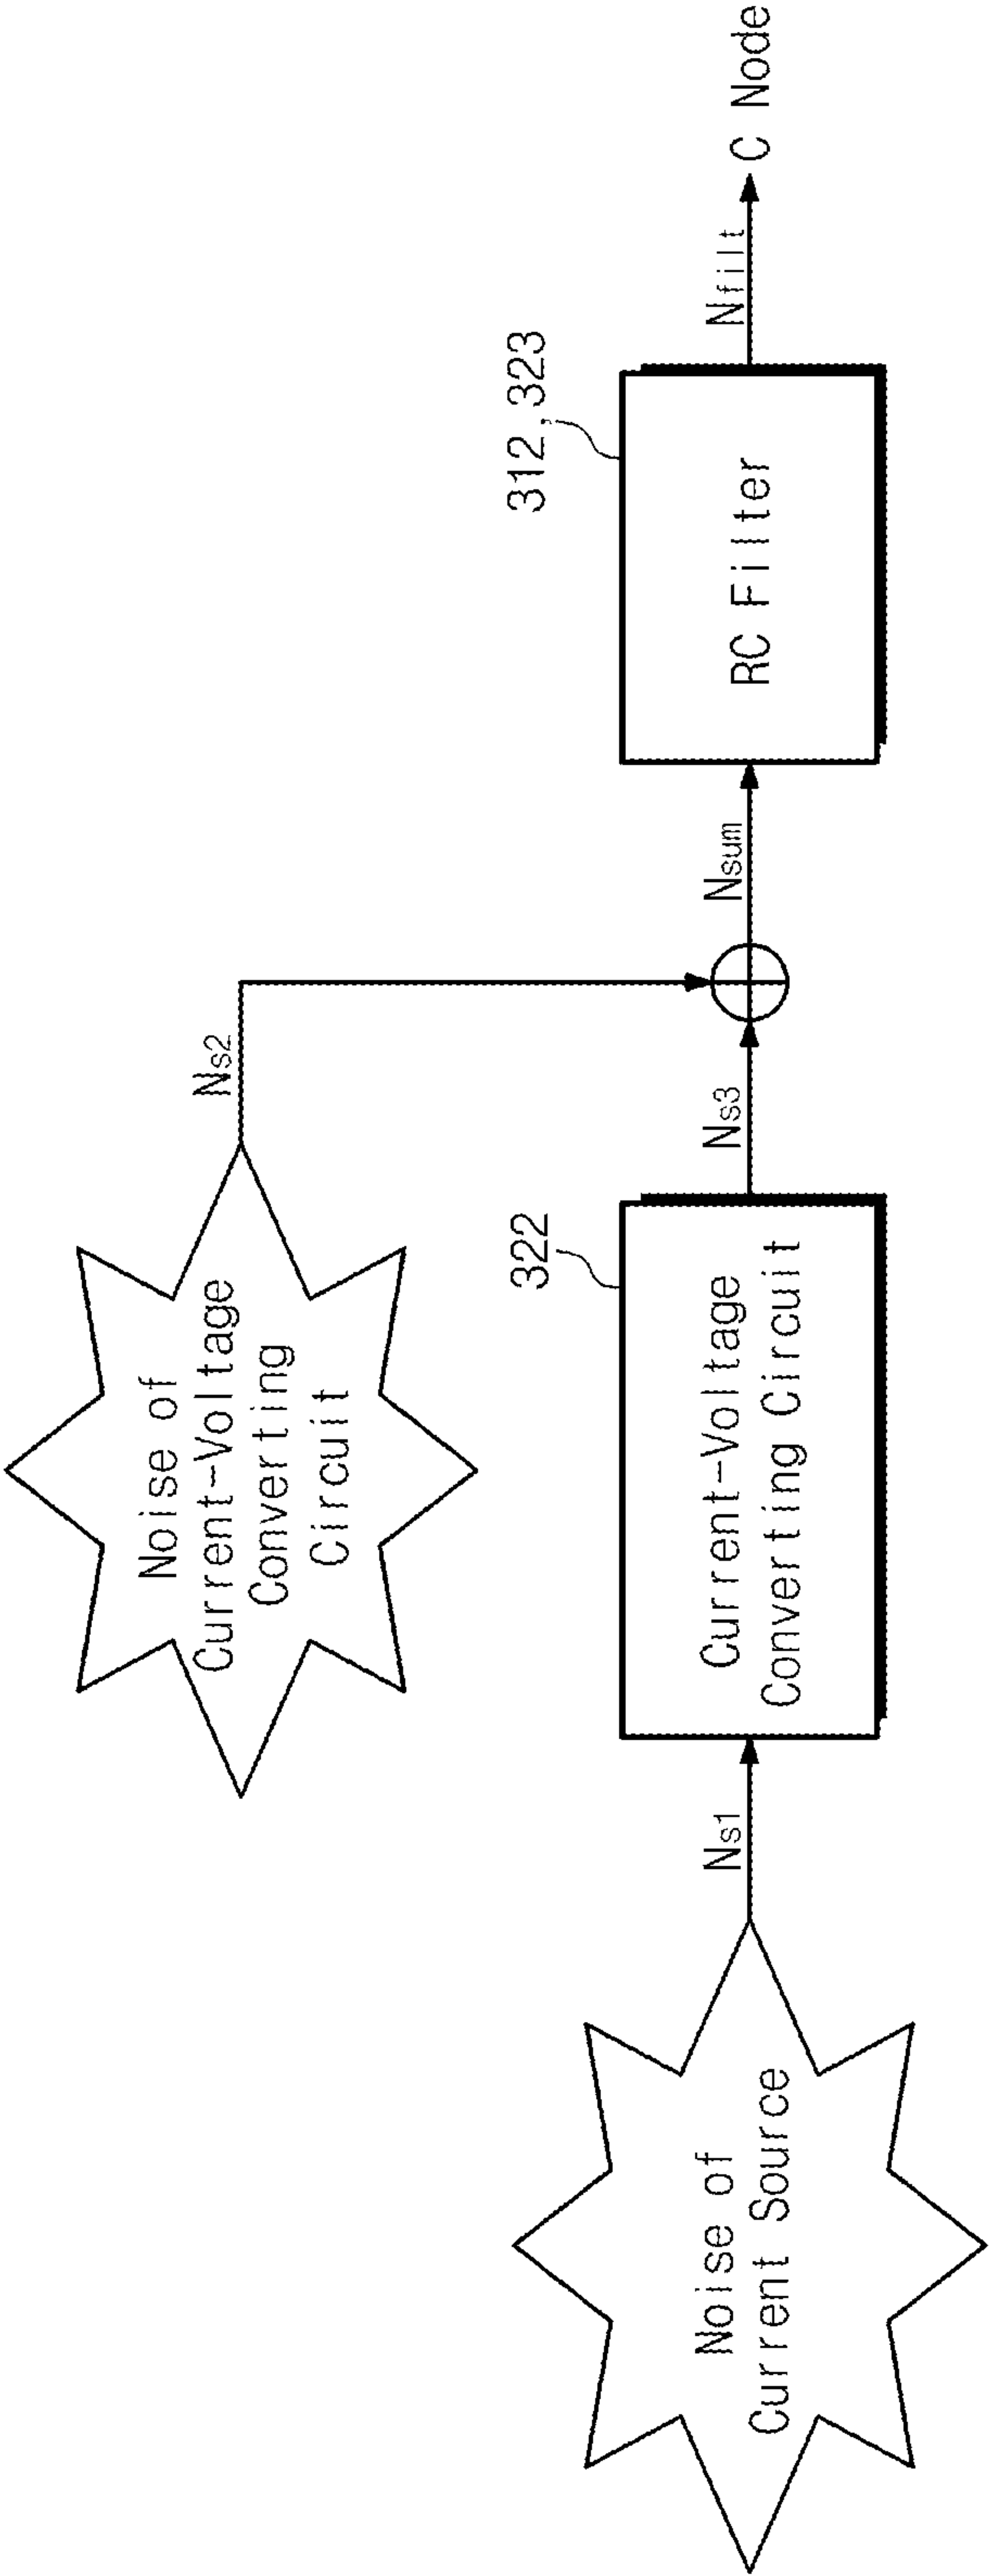 Noise of
Current-Voltage
Converting
Circuit
Ns2
Noise of
Current Source
Ns1
322
Current-Voltage
Converting Circuit
Ns3
Nsum
312,323
RC Filter
Nfilt
C Node